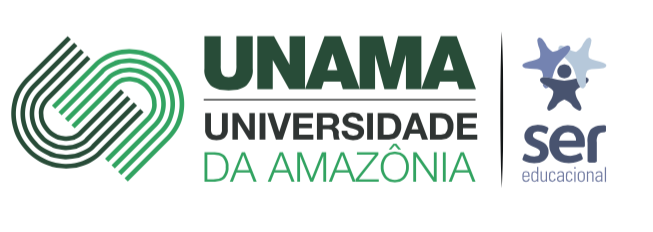 UNAMA
UNIVERSIDADE
DA AMAZÔNIA
ser
educacional